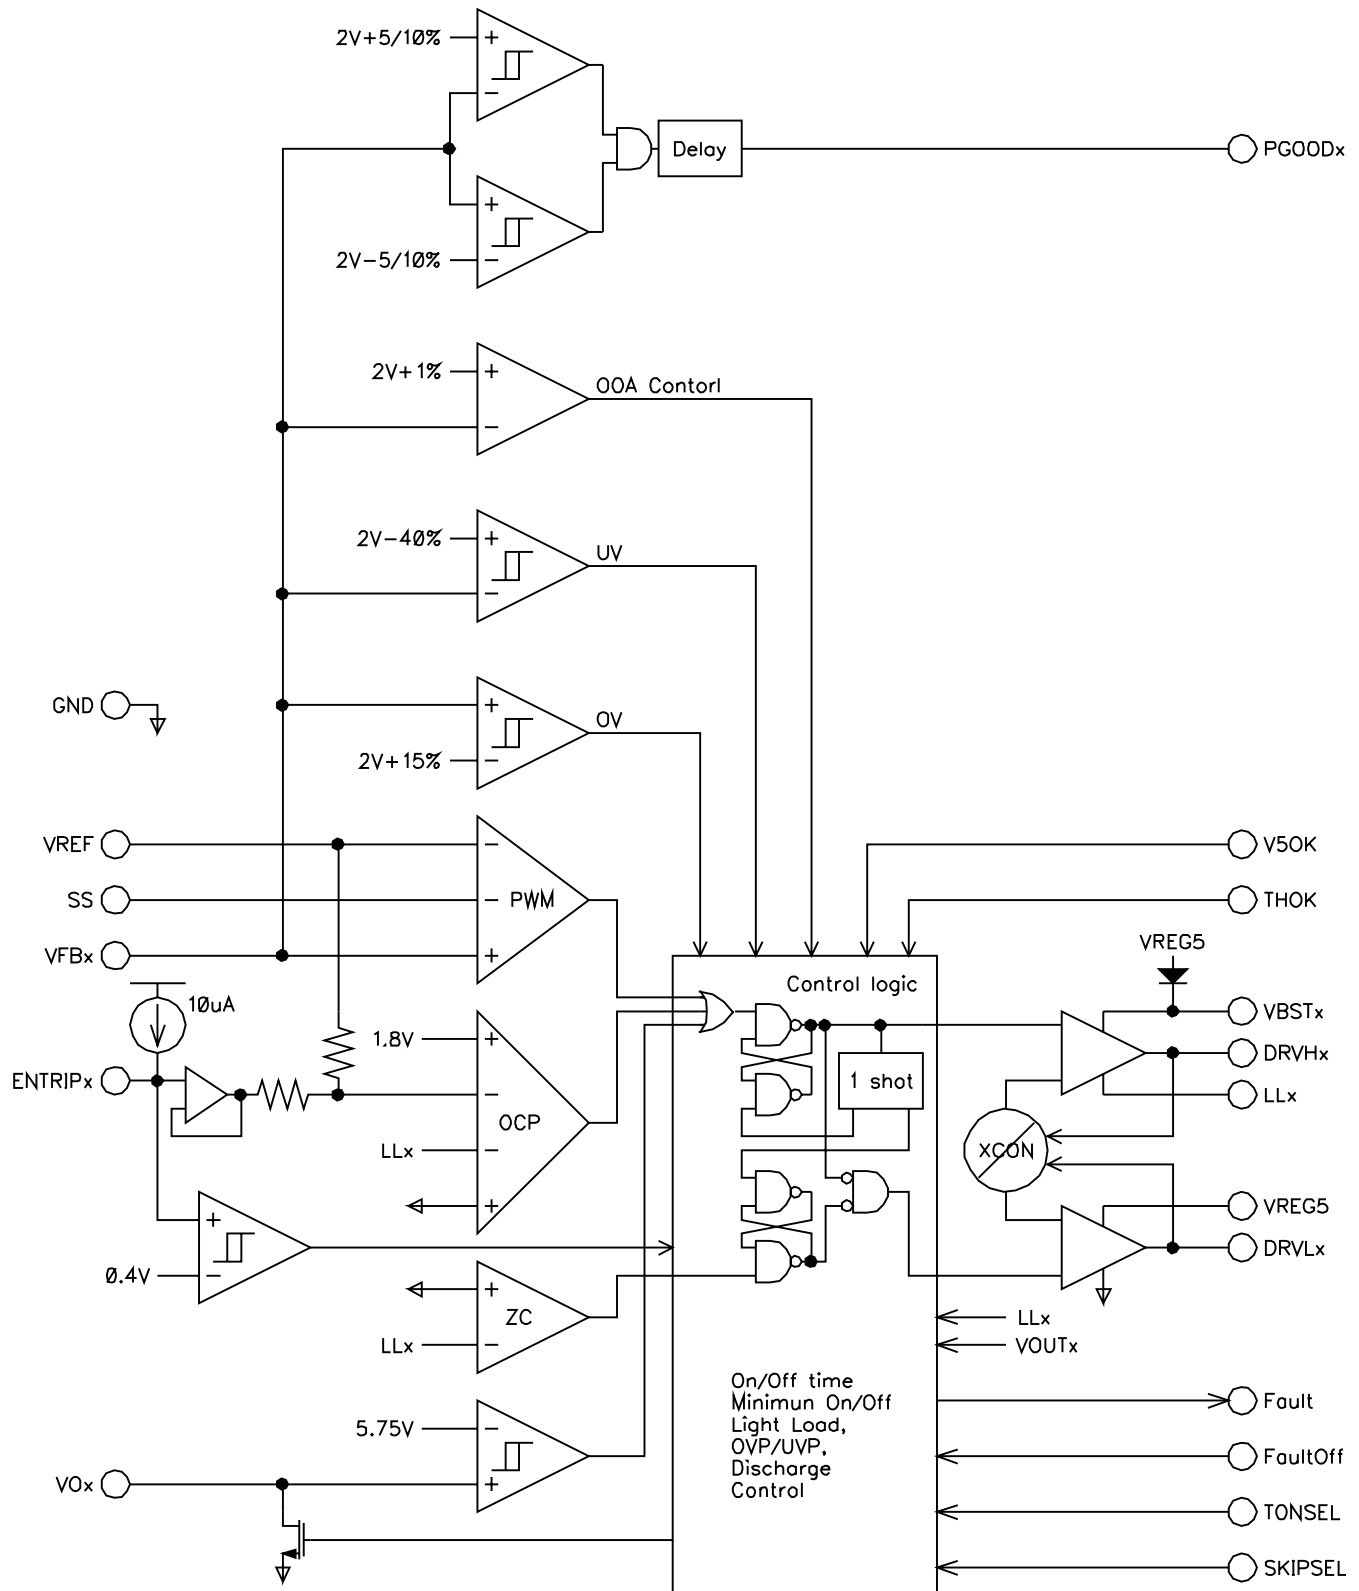 2V+5/10%
+
−
Delay
PGOODx
+
2V−5/10%
−
2V+1%
+
OOA Contorl
−
2V−40%
+
UV
−
GND
+
OV
2V+15%
−
VREF
−
V5OK
SS
−
PWM
THOK
VFBx
+
VREG5
Control logic
10uA
VBSTx
1.8V
+
DRVHx
ENTRIPx
1 shot
−
LLx
OCP
LLx
−
XCON
+
VREG5
+
DRVLx
0.4V
−
+
ZC
LLx
LLx
−
VOUTx
On/Off time
Minimun On/Off
Light Load,
OVP/UVP,
Discharge
Control
Fault
5.75V
−
FaultOff
VOx
+
TONSEL
SKIPSEL